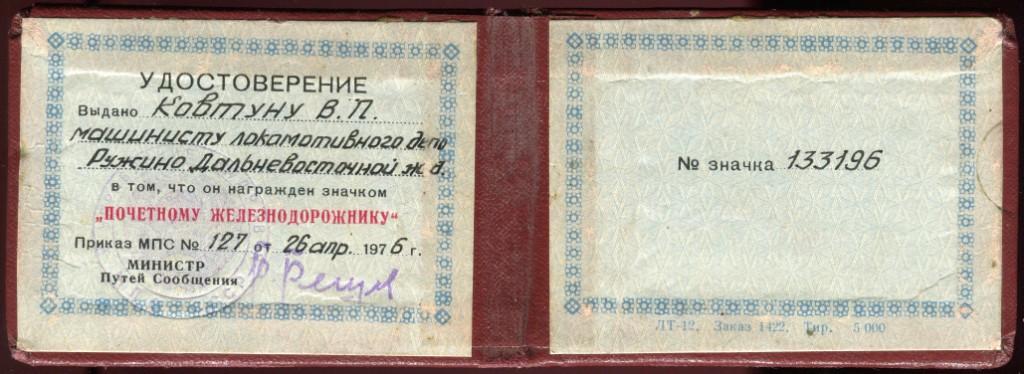 УДОСТОВЕРЕНИЕ
Выдано Ковтуну В.П.
машинисту локамотивного депо
Ружино Дальневосточной ж.д.
в том, что он награжден значком
„ПОЧЕТНОМУ ЖЕЛЕЗНОДОРОЖНИКУ“
Приказ МПС № 127 от 26 апр. 1976 г.
МИНИСТР
Путей Сообщения
№ значка 133196
ЛТ-12. Заказ 1422. Тир. 5 000